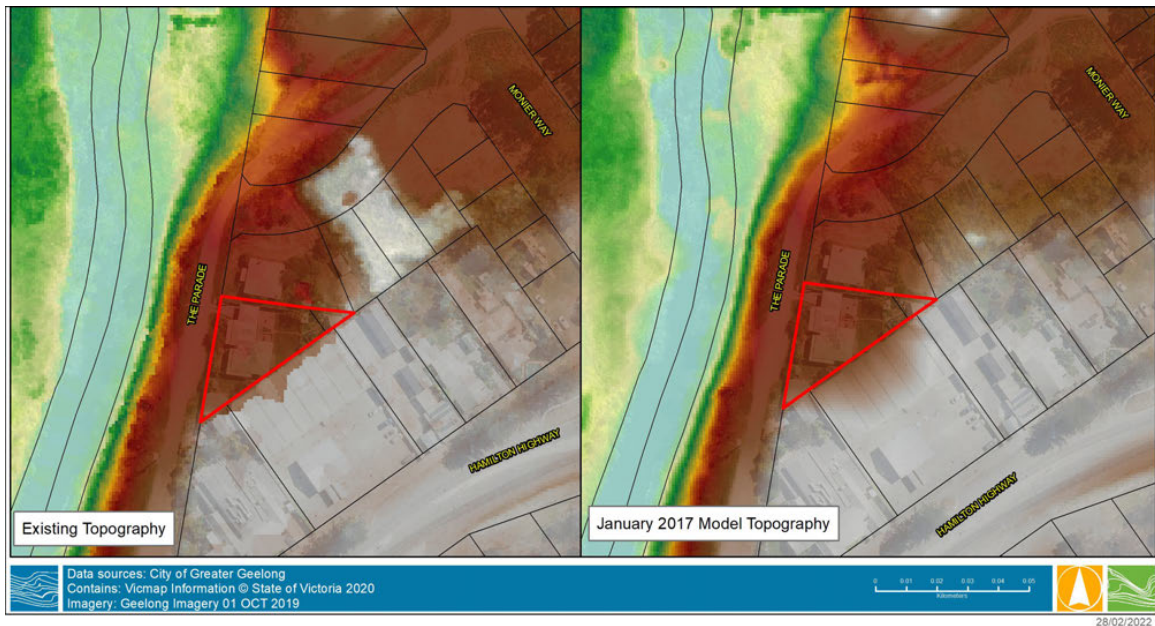 MONIER WAY
THE PARADE
HAMILTON HIGHWAY
Existing Topography
MONIER WAY
THE PARADE
HAMILTON HIGHWAY
January 2017 Model Topography
Data sources: City of Greater Geelong
Contains: Vicmap Information © State of Victoria 2020
Imagery: Geelong Imagery 01 OCT 2019
0 0.01 0.02 0.03 0.04 0.05
Kilometers
28/02/2022